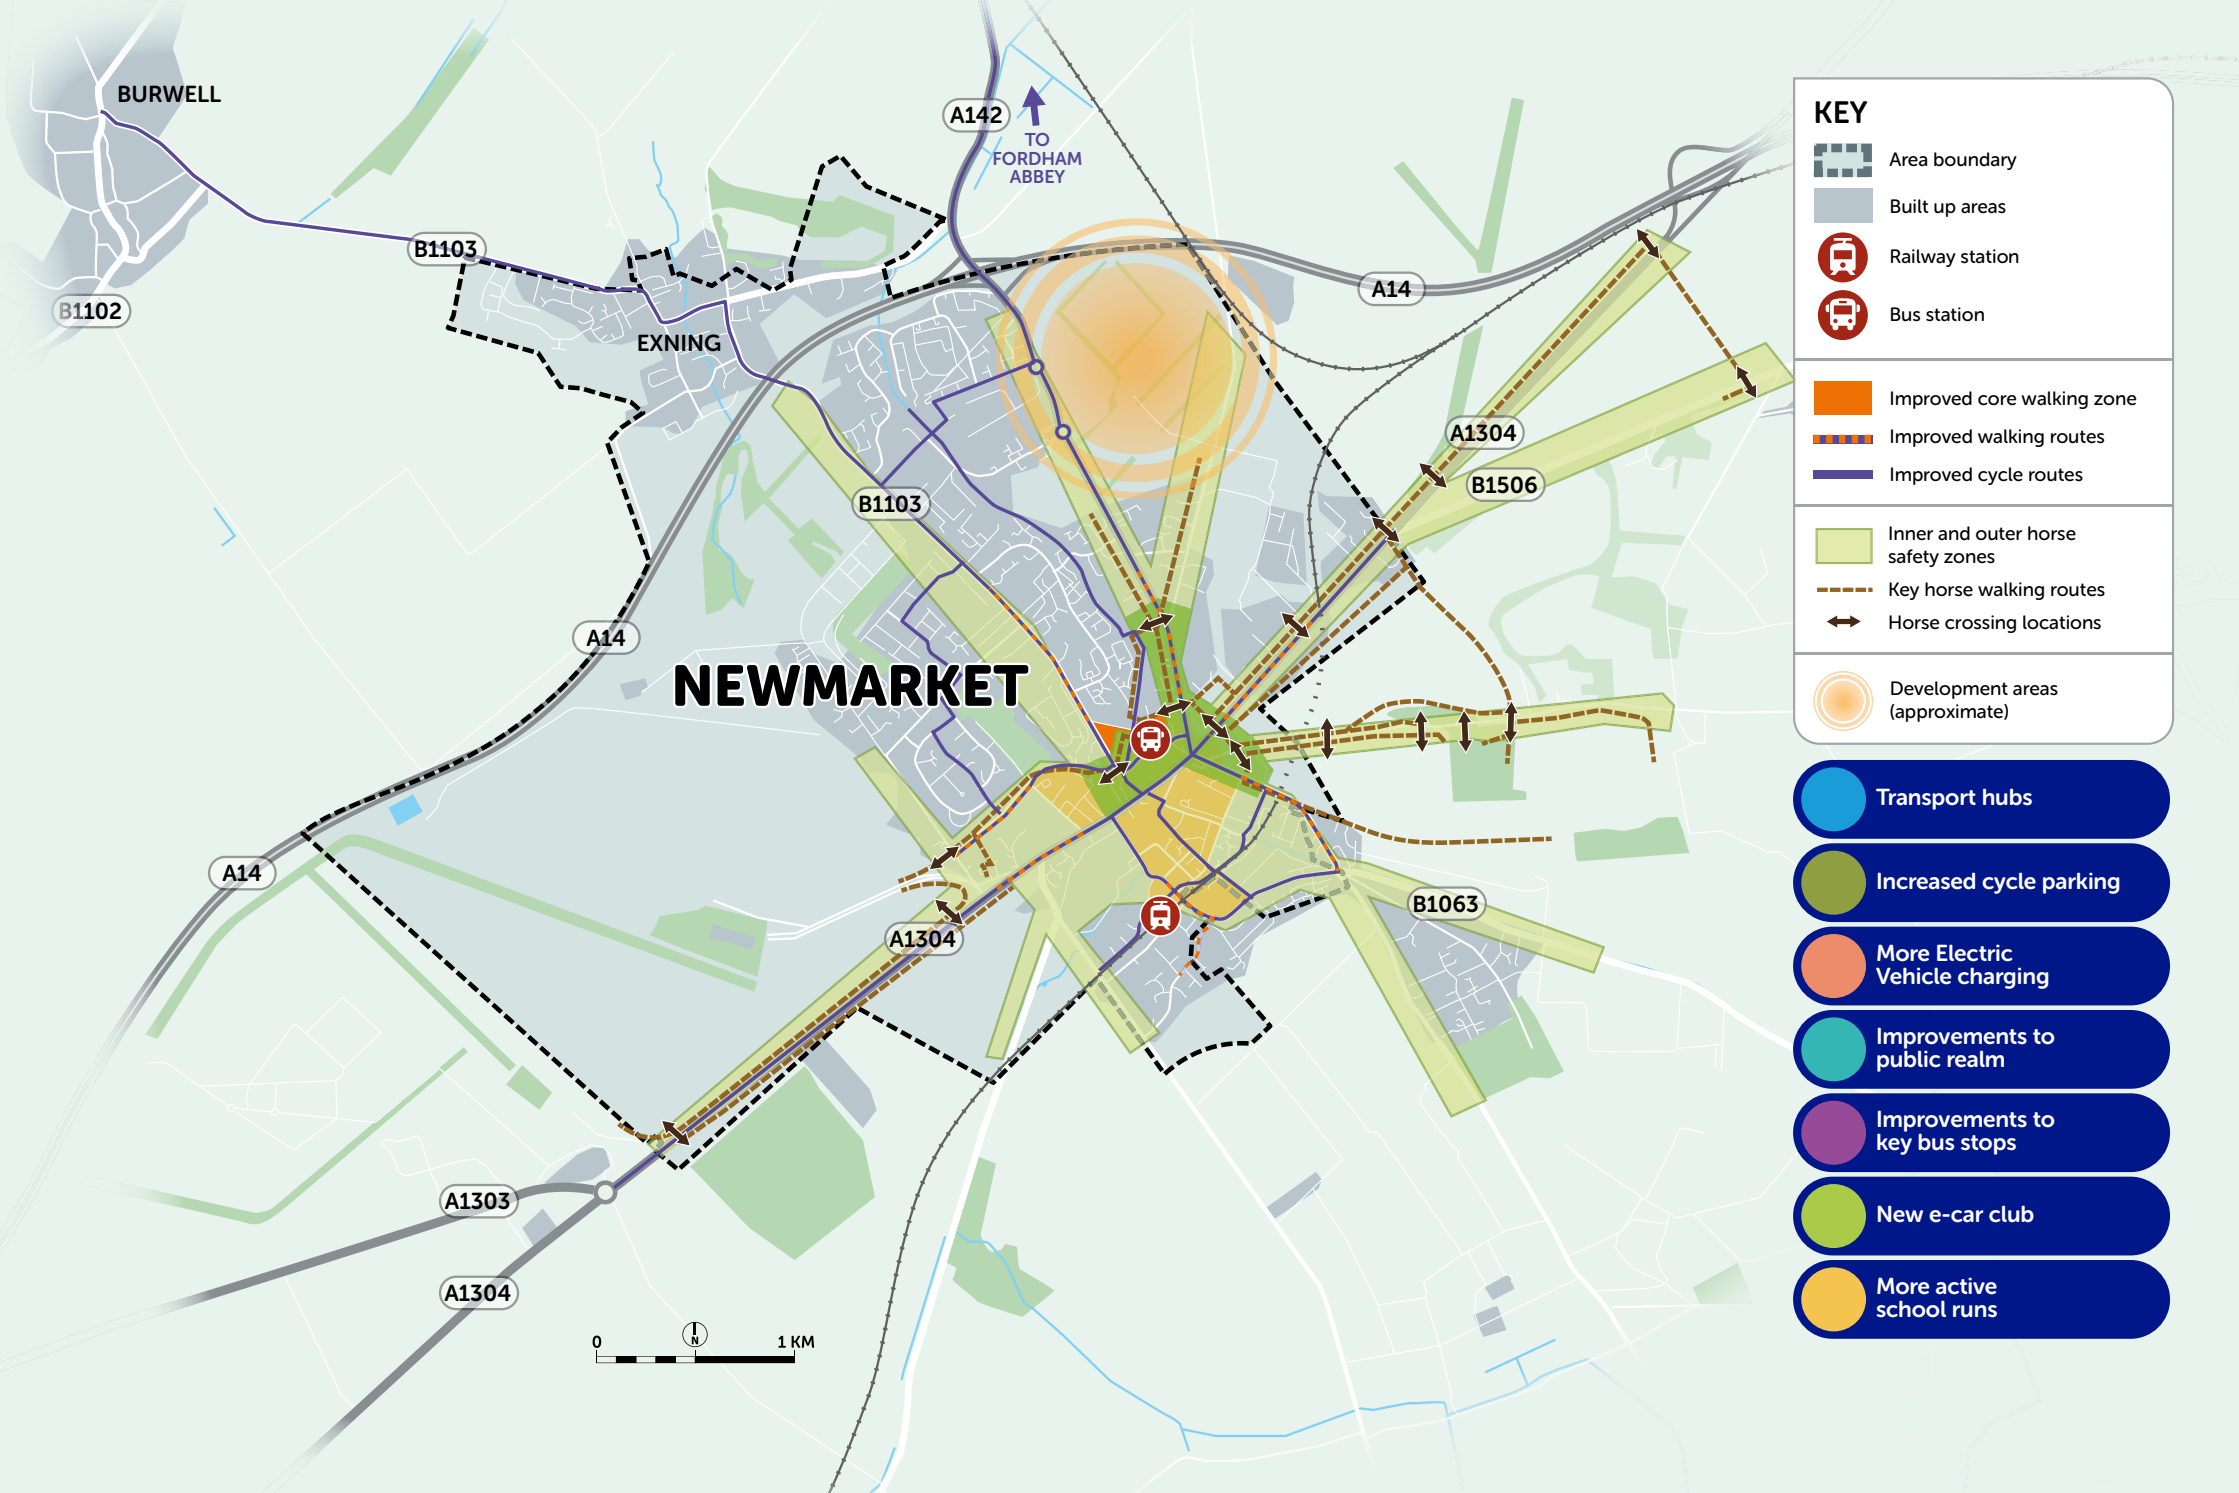 BURWELL
B1103
B1102
EXNING
A142
TO
FORDHAM
ABBEY
A14
A1304
B1506
B1103
A14
NEWMARKET
A14
A1304
B1063
A1303
A1304
0
N
1 KM
KEY
Area boundary
Built up areas
Railway station
Bus station
Improved core walking zone
Improved walking routes
Improved cycle routes
Inner and outer horse
safety zones
Key horse walking routes
Horse crossing locations
Development areas
(approximate)
Transport hubs
Increased cycle parking
More Electric
Vehicle charging
Improvements to
public realm
Improvements to
key bus stops
New e-car club
More active
school runs